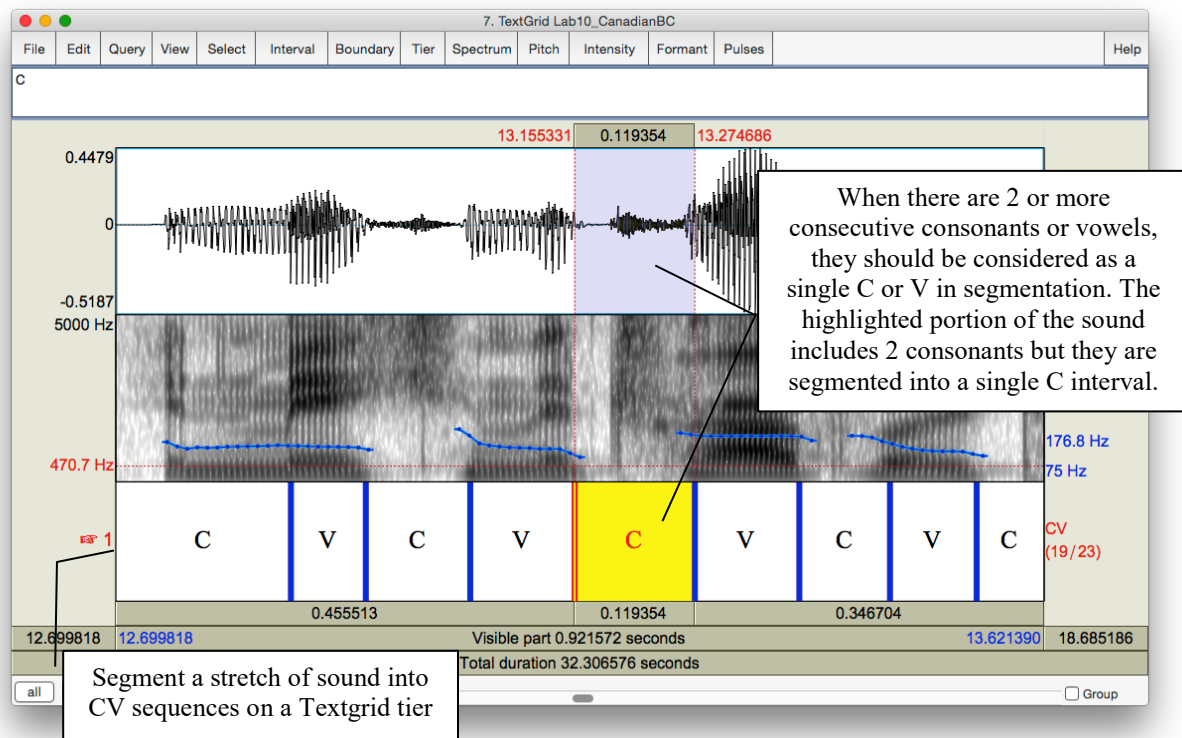 7. TextGrid Lab10_CanadianBC
File Edit Query View Select Interval Boundary Tier Spectrum Pitch Intensity Formant Pulses Help
C
13.155331 0.119354 13.274686
0.4479
0
-0.5187
5000 Hz
470.7 Hz
When there are 2 or more
consecutive consonants or vowels,
they should be considered as a
single C or V in segmentation. The
highlighted portion of the sound
includes 2 consonants but they are
segmented into a single C interval.
176.8 Hz
75 Hz
☞ 1 C V C V C V C V C CV
(19/23)
0.455513 0.119354 0.346704
12.699818 12.699818 Visible part 0.921572 seconds 13.621390 18.685186
Total duration 32.306576 seconds
Segment a stretch of sound into
CV sequences on a Textgrid tier
all Group